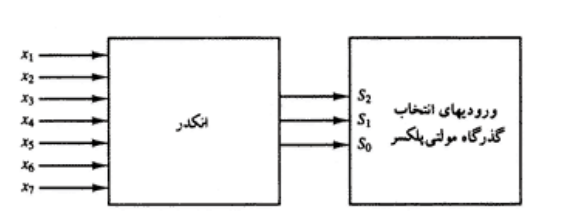 x₁
x₂
x₃
x₄
x₅
x₆
x₇
انکدر
S₂
S₁
S₀
ورودیهای انتخاب
گذرگاه مولتی‌پلکسر